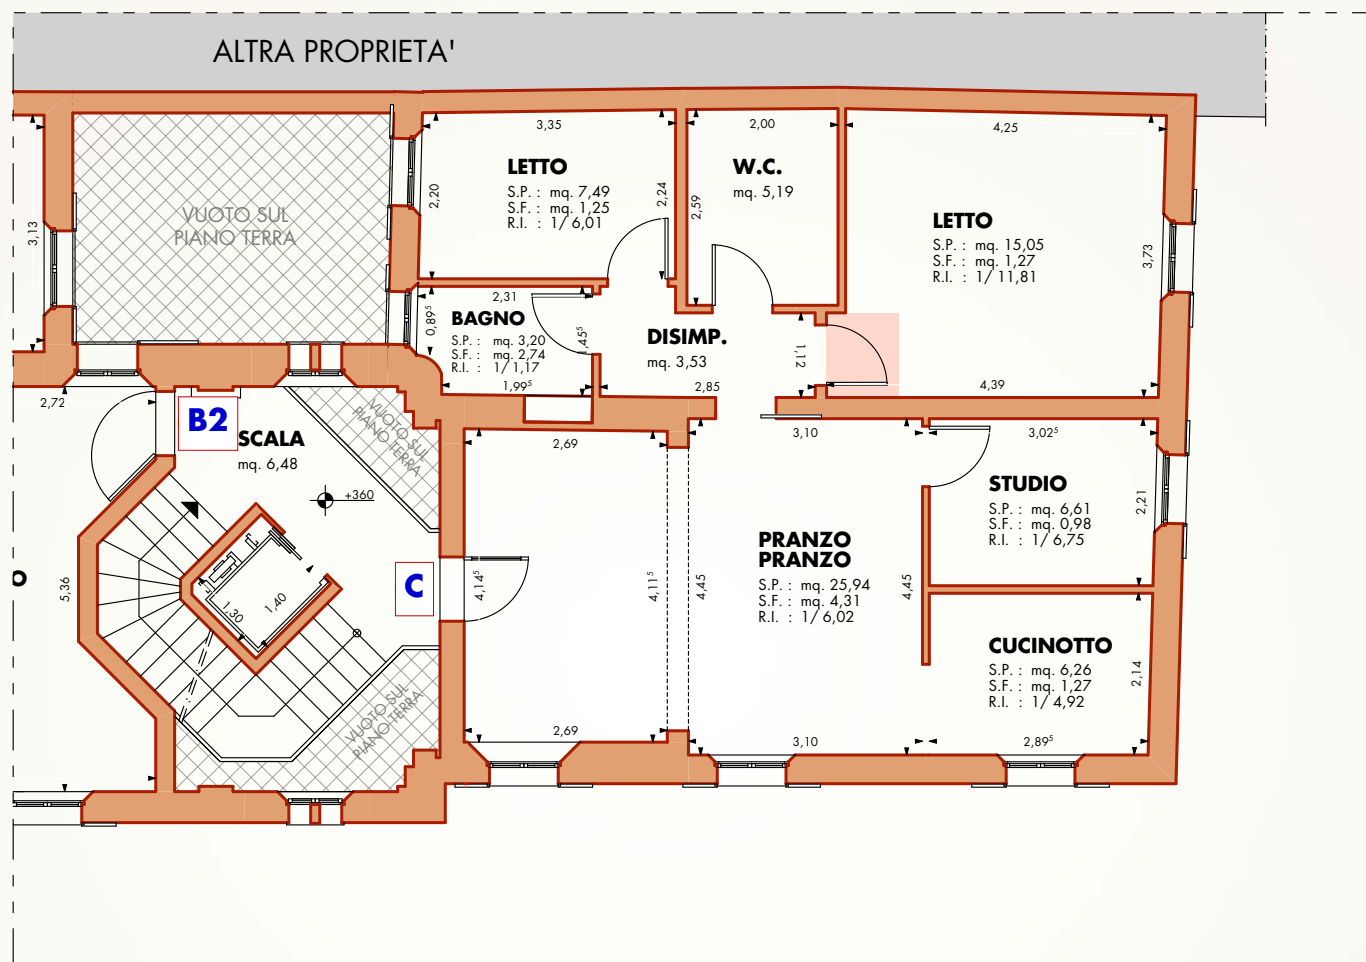 ALTRA PROPRIETA'
3,35
2,00
4,25
LETTO
S.P. : mq. 7,49
S.F. : mq. 1,25
R.I. : 1/ 6,01
2,20
2,24
W.C.
mq. 5,19
2,59
LETTO
S.P. : mq. 15,05
S.F. : mq. 1,27
R.I. : 1/ 11,81
3,73
VUOTO SUL
PIANO TERRA
3,13
2,31
BAGNO
S.P. : mq. 3,20
S.F. : mq. 2,74
R.I. : 1/ 1,17
0,89⁵
1,45⁵
1,99⁵
DISIMP.
mq. 3,53
1,12
2,85
4,39
2,72
B2
SCALA
mq. 6,48
VUOTO SUL
PIANO TERRA
+360
2,69
3,10
3,02⁵
STUDIO
S.P. : mq. 6,61
S.F. : mq. 0,98
R.I. : 1/ 6,75
2,21
PRANZO
PRANZO
S.P. : mq. 25,94
S.F. : mq. 4,31
R.I. : 1/ 6,02
O
5,36
1,30
1,40
C
4,14⁵
4,11⁵
4,45
4,45
CUCINOTTO
S.P. : mq. 6,26
S.F. : mq. 1,27
R.I. : 1/ 4,92
2,14
VUOTO SUL
PIANO TERRA
2,69
3,10
2,89⁵